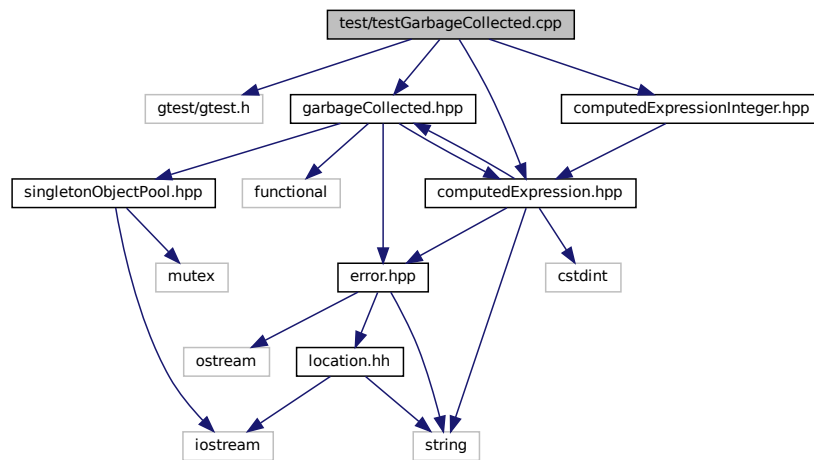 test/testGarbageCollected.cpp
gtest/gtest.h
garbageCollected.hpp
computedExpressionInteger.hpp
singletonObjectPool.hpp
functional
computedExpression.hpp
mutex
error.hpp
cstdint
ostream
location.hh
iostream
string